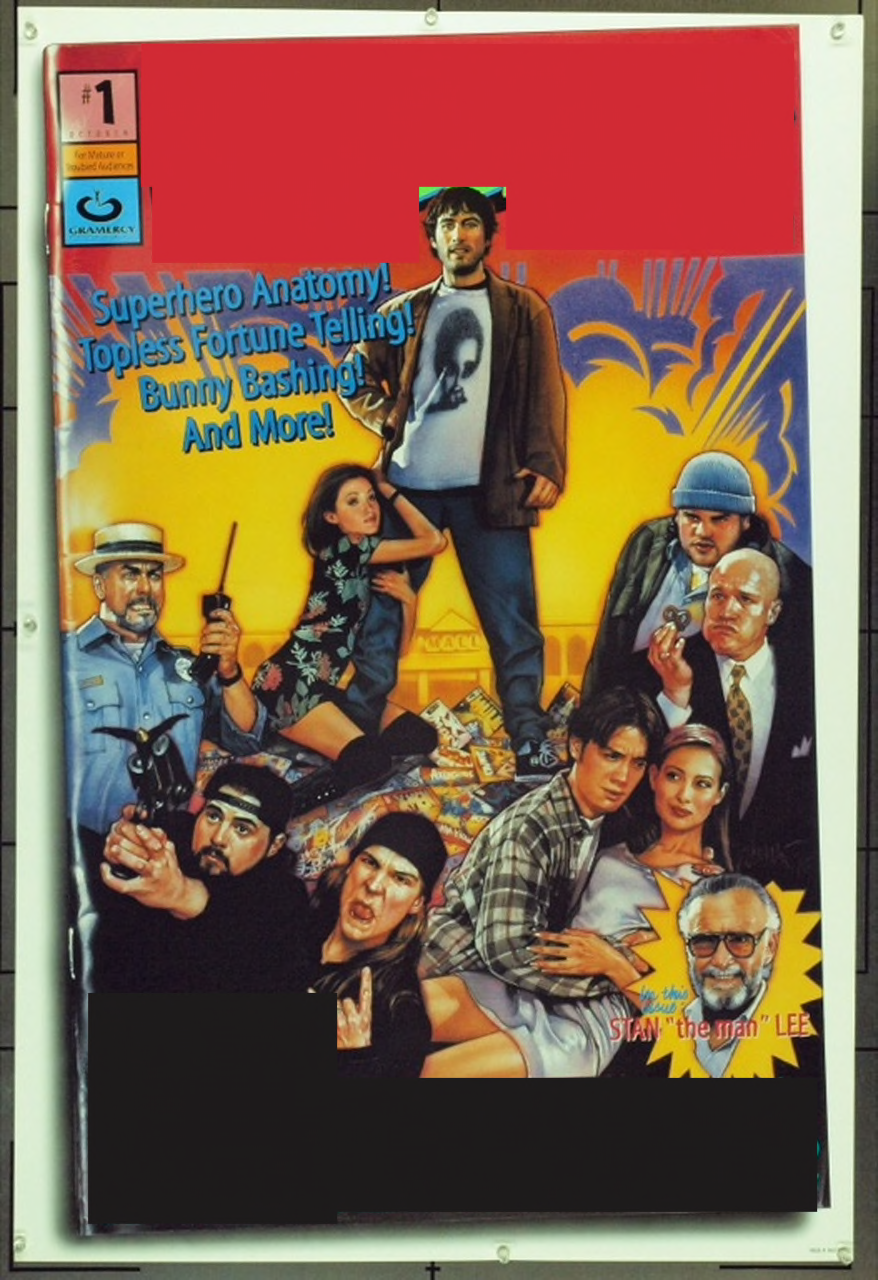 #1
OCTOBER
For Mature or
Troubled Audiences
GRAMERCY
Superhero Anatomy!
Topless Fortune Telling!
Bunny Bashing!
And More!
MALL
In this
issue
STAN "the man" LEE